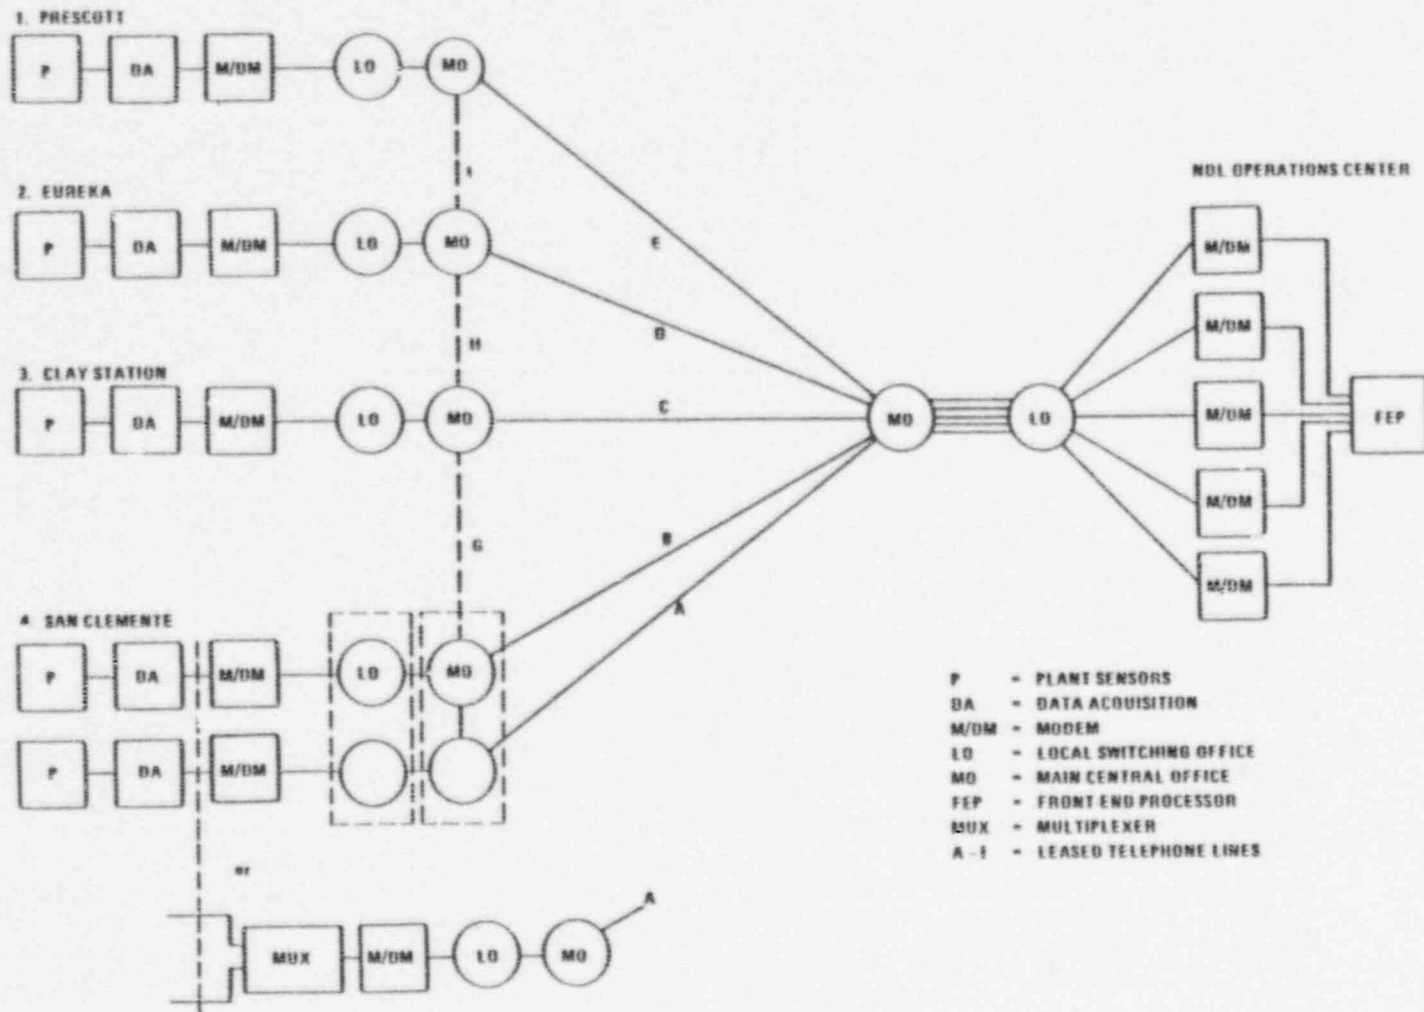 1. PRESCOTT
P DA M/DM LO MO
I
2. EUREKA
P DA M/DM LO MO
E
D
H
3. CLAY STATION
P DA M/DM LO MO
C
G
B
A
4. SAN CLEMENTE
P DA M/DM LO MO
P DA M/DM
or
MUX M/DM LO MO
A
MO LO
NDL OPERATIONS CENTER
M/DM
M/DM
M/DM
M/DM
M/DM
FEP
P = PLANT SENSORS
DA = DATA ACQUISITION
M/DM = MODEM
LO = LOCAL SWITCHING OFFICE
MO = MAIN CENTRAL OFFICE
FEP = FRONT END PROCESSOR
MUX = MULTIPLEXER
A - I = LEASED TELEPHONE LINES